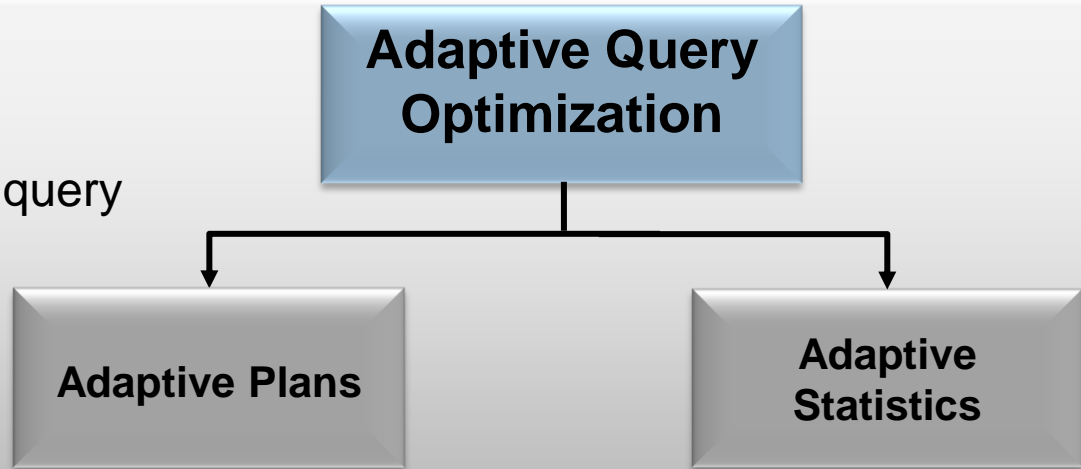 Adaptive Query
Optimization
query
Adaptive Plans
Adaptive
Statistics